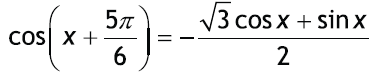 cos(x + 5π/6) = -(√3 cos x + sin x)/2